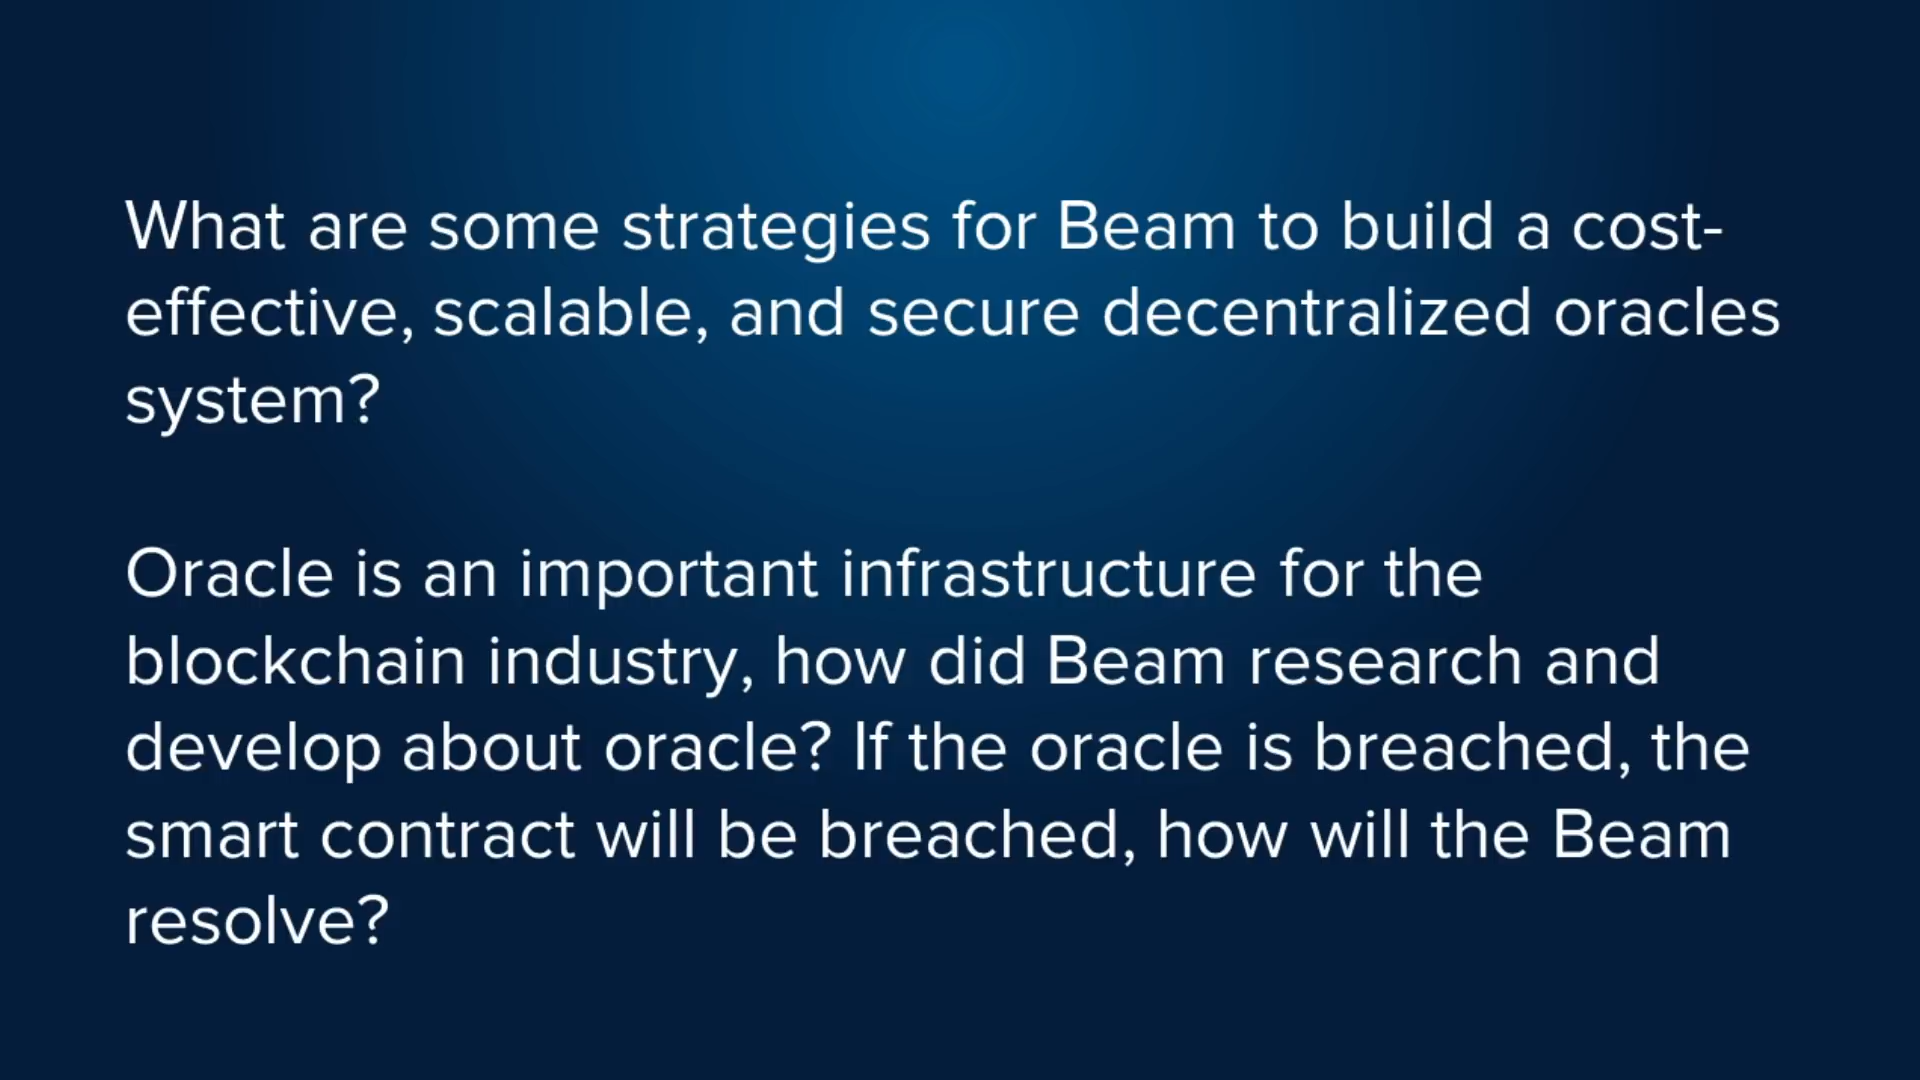 What are some strategies for Beam to build a cost-
effective, scalable, and secure decentralized oracles
system?
Oracle is an important infrastructure for the
blockchain industry, how did Beam research and
develop about oracle? If the oracle is breached, the
smart contract will be breached, how will the Beam
resolve?